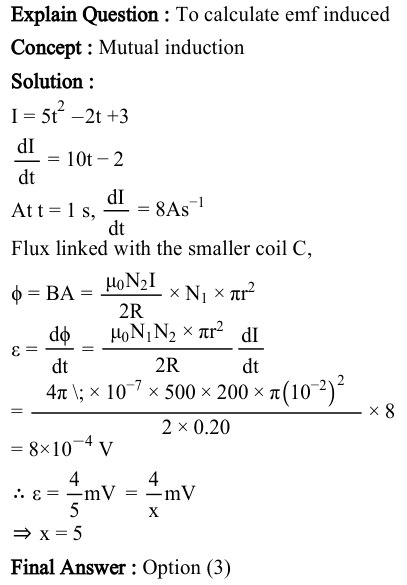 Explain Question : To calculate emf induced
Concept : Mutual induction
Solution :
I = 5t² −2t +3
dI/dt = 10t − 2
At t = 1 s, dI/dt = 8As⁻¹
Flux linked with the smaller coil C,
ϕ = BA = μ₀N₂I/2R × N₁ × πr²
ε = dϕ/dt = μ₀N₁N₂ × πr²/2R dI/dt
= 4π \; × 10⁻⁷ × 500 × 200 × π(10⁻²)²/2 × 0.20 × 8
= 8×10⁻⁴ V
∴ ε = 4/5 mV = 4/x mV
⇒ x = 5
Final Answer : Option (3)